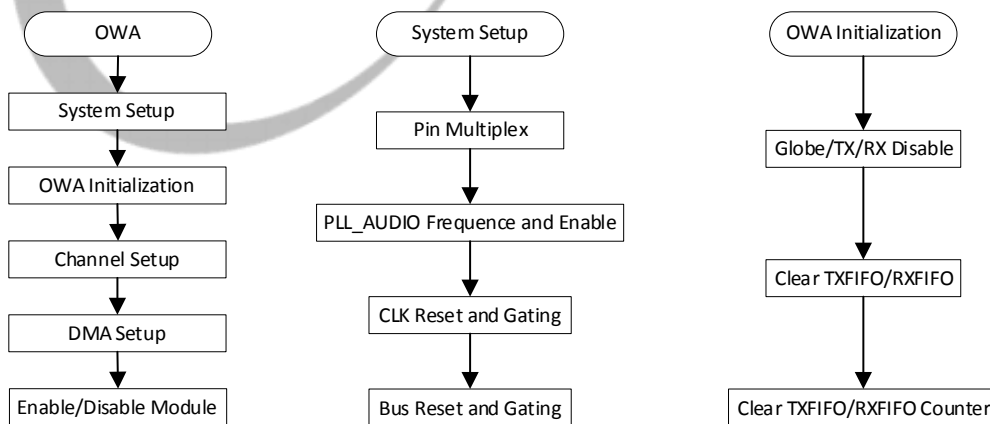 OWA
System Setup
OWA Initialization
Channel Setup
DMA Setup
Enable/Disable Module
System Setup
Pin Multiplex
PLL_AUDIO Frequence and Enable
CLK Reset and Gating
Bus Reset and Gating
OWA Initialization
Globe/TX/RX Disable
Clear TXFIFO/RXFIFO
Clear TXFIFO/RXFIFO Counter